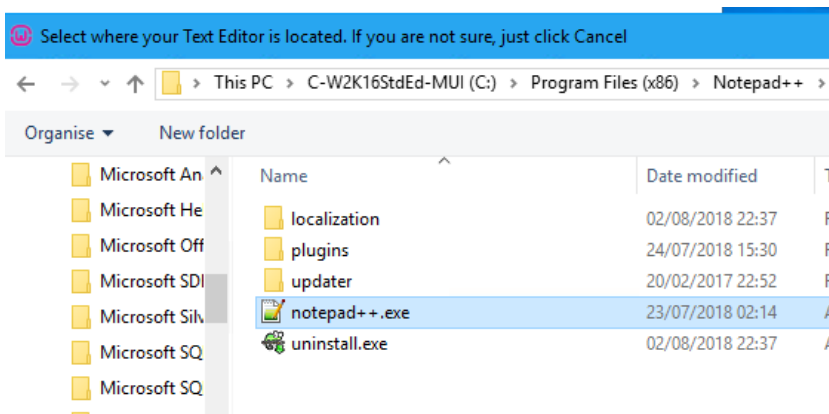 Select where your Text Editor is located. If you are not sure, just click Cancel
This PC > C-W2K16StdEd-MUI (C:) > Program Files (x86) > Notepad++ >
Organise New folder
Name Date modified
Microsoft An
Microsoft He
Microsoft Off
Microsoft SDI
Microsoft Silv
Microsoft SQ
Microsoft SQ
localization 02/08/2018 22:37
plugins 24/07/2018 15:30
updater 20/02/2017 22:52
notepad++.exe 23/07/2018 02:14
uninstall.exe 02/08/2018 22:37